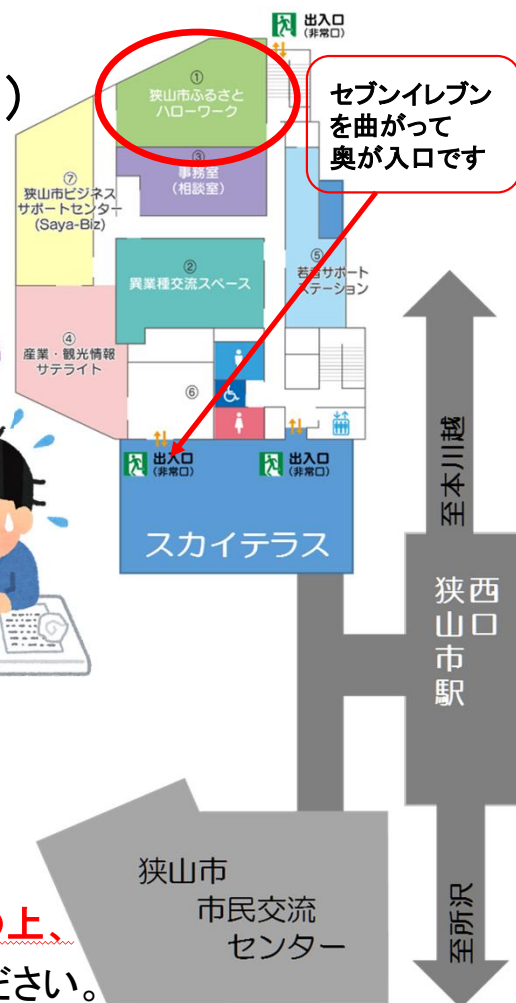 出入口
(非常口)
)
①
狭山市ふるさと
ハローワーク
セブンイレブン
を曲がって
奥が入口です
③
事務室
(相談室)
⑦
狭山市ビジネス
サポートセンター
(Saya-Biz)
②
異業種交流スペース
⑤
若者サポート
ステーション
④
産業・観光情報
サテライト
⑥
出入口
(非常口)
出入口
(非常口)
スカイテラス
至本川越
西口
狭山市駅
狭山市
市民交流
センター
至所沢
の上、
ださい。